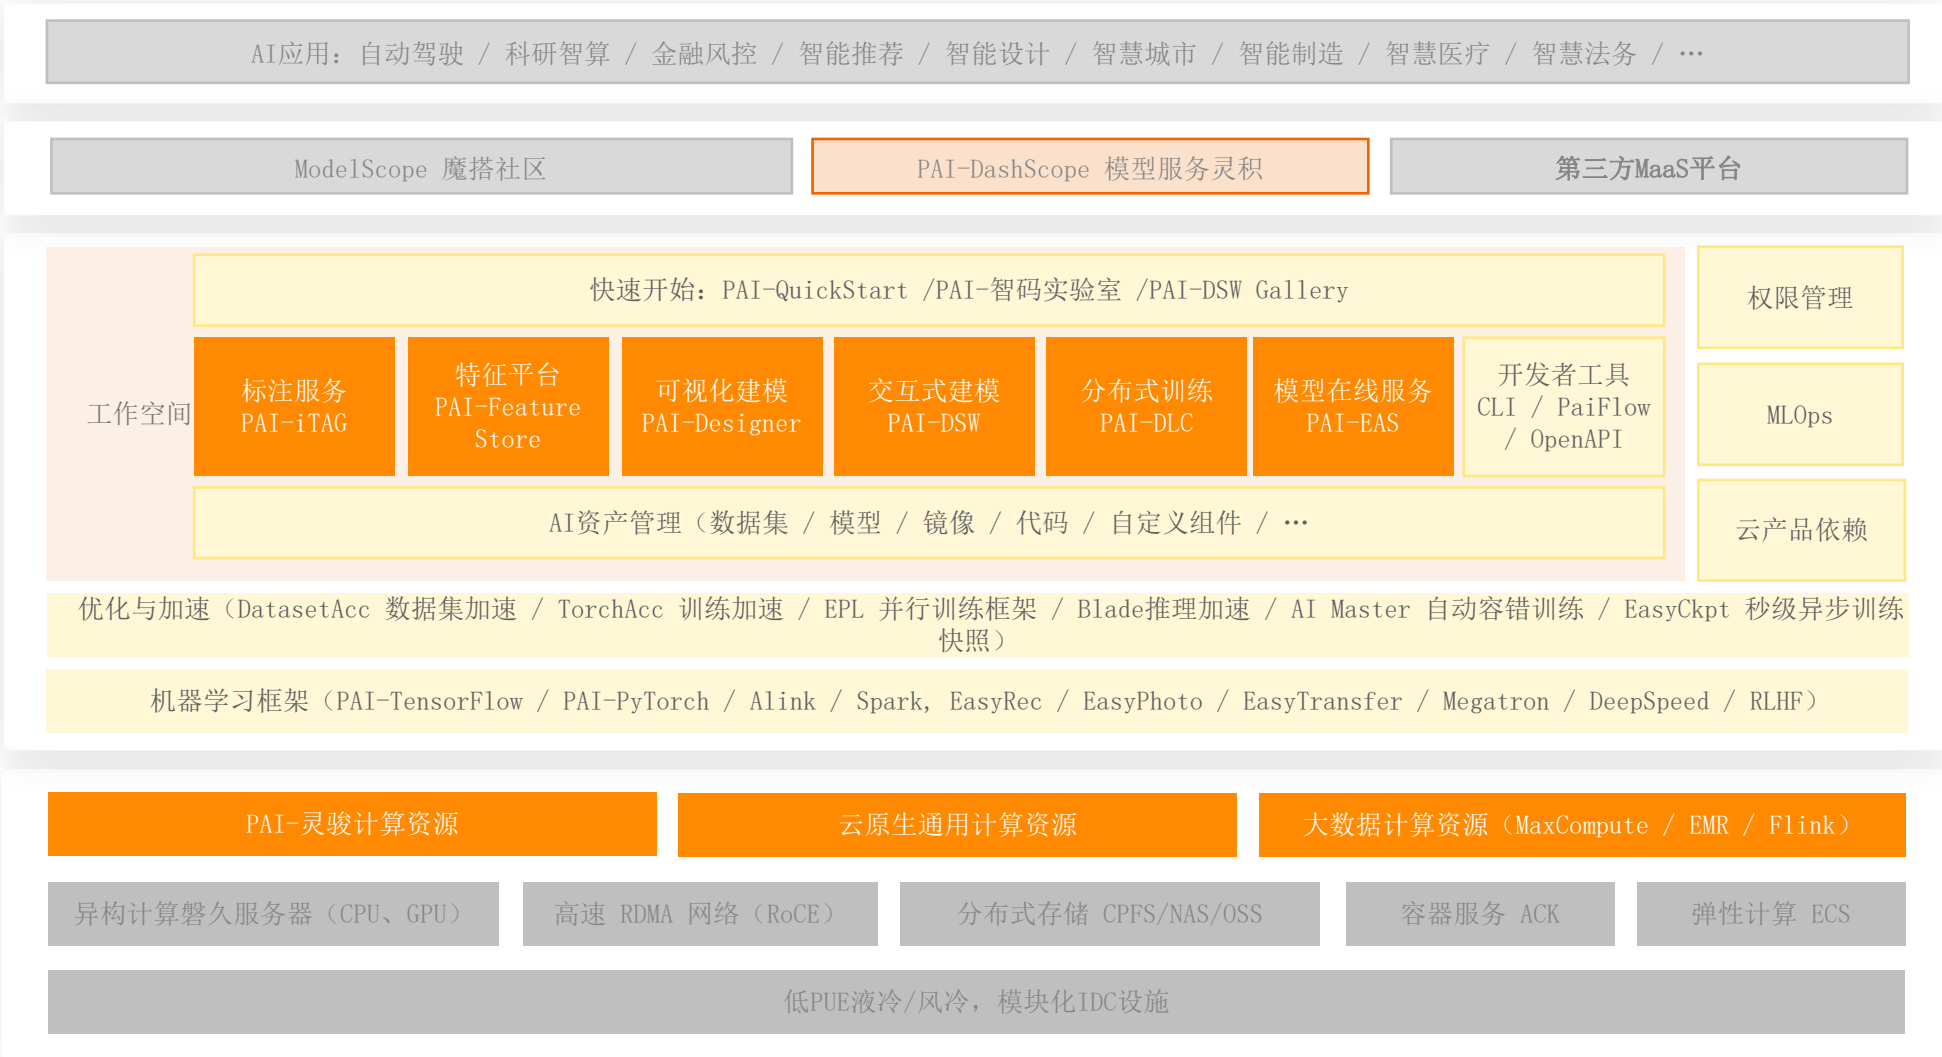 AI应用：自动驾驶 / 科研智算 / 金融风控 / 智能推荐 / 智能设计 / 智慧城市 / 智能制造 / 智慧医疗 / 智慧法务 / …
ModelScope 魔搭社区
PAI-DashScope 模型服务灵积
第三方MaaS平台
工作空间
快速开始：PAI-QuickStart /PAI-智码实验室 /PAI-DSW Gallery
标注服务
PAI-iTAG
特征平台
PAI-Feature
Store
可视化建模
PAI-Designer
交互式建模
PAI-DSW
分布式训练
PAI-DLC
模型在线服务
PAI-EAS
开发者工具
CLI / PaiFlow
/ OpenAPI
AI资产管理（数据集 / 模型 / 镜像 / 代码 / 自定义组件 / …
权限管理
MLOps
云产品依赖
优化与加速（DatasetAcc 数据集加速 / TorchAcc 训练加速 / EPL 并行训练框架 / Blade推理加速 / AI Master 自动容错训练 / EasyCkpt 秒级异步训练
快照）
机器学习框架（PAI-TensorFlow / PAI-PyTorch / Alink / Spark, EasyRec / EasyPhoto / EasyTransfer / Megatron / DeepSpeed / RLHF）
PAI-灵骏计算资源
云原生通用计算资源
大数据计算资源（MaxCompute / EMR / Flink）
异构计算磐久服务器（CPU、GPU）
高速 RDMA 网络（RoCE）
分布式存储 CPFS/NAS/OSS
容器服务 ACK
弹性计算 ECS
低PUE液冷/风冷，模块化IDC设施